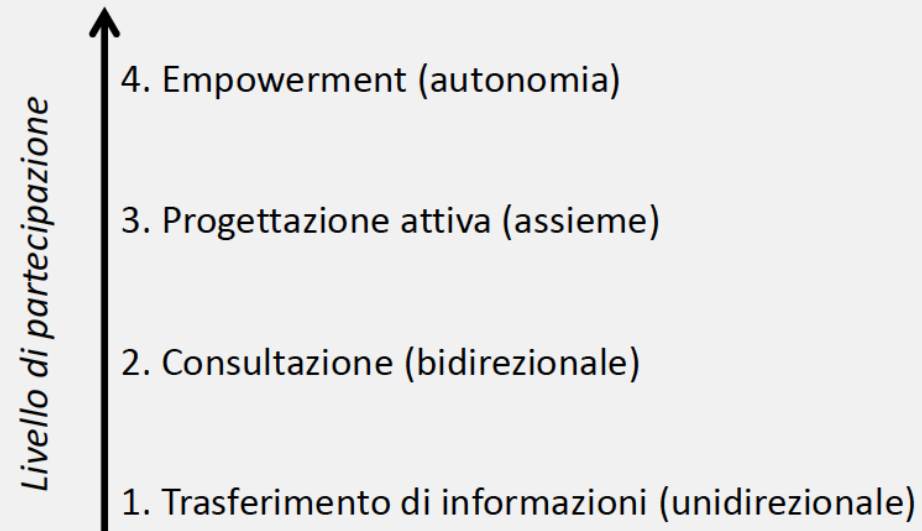 Livello di partecipazione
4. Empowerment (autonomia)
3. Progettazione attiva (assieme)
2. Consultazione (bidirezionale)
1. Trasferimento di informazioni (unidirezionale)